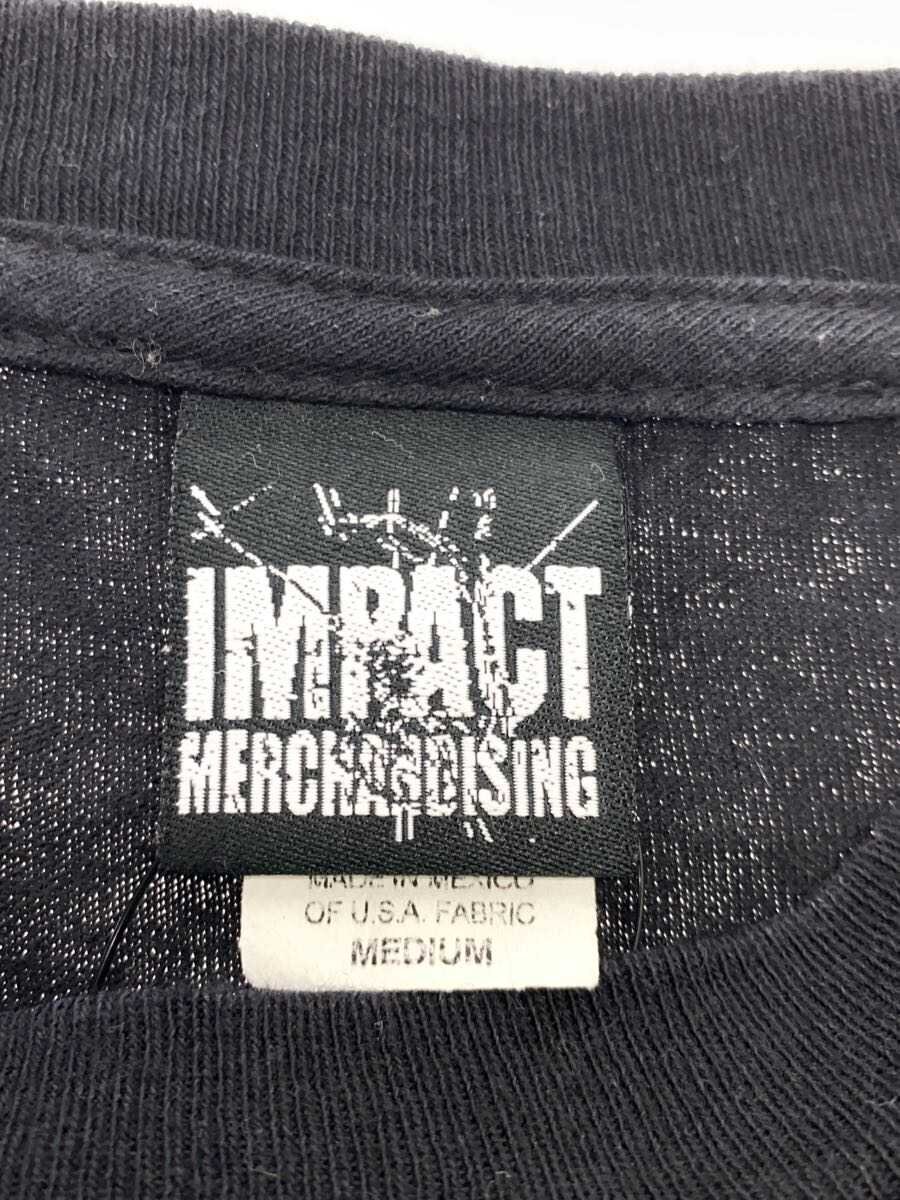 IMPACT
MERCHANDISING
MADE IN MEXICO
OF U.S.A. FABRIC
MEDIUM